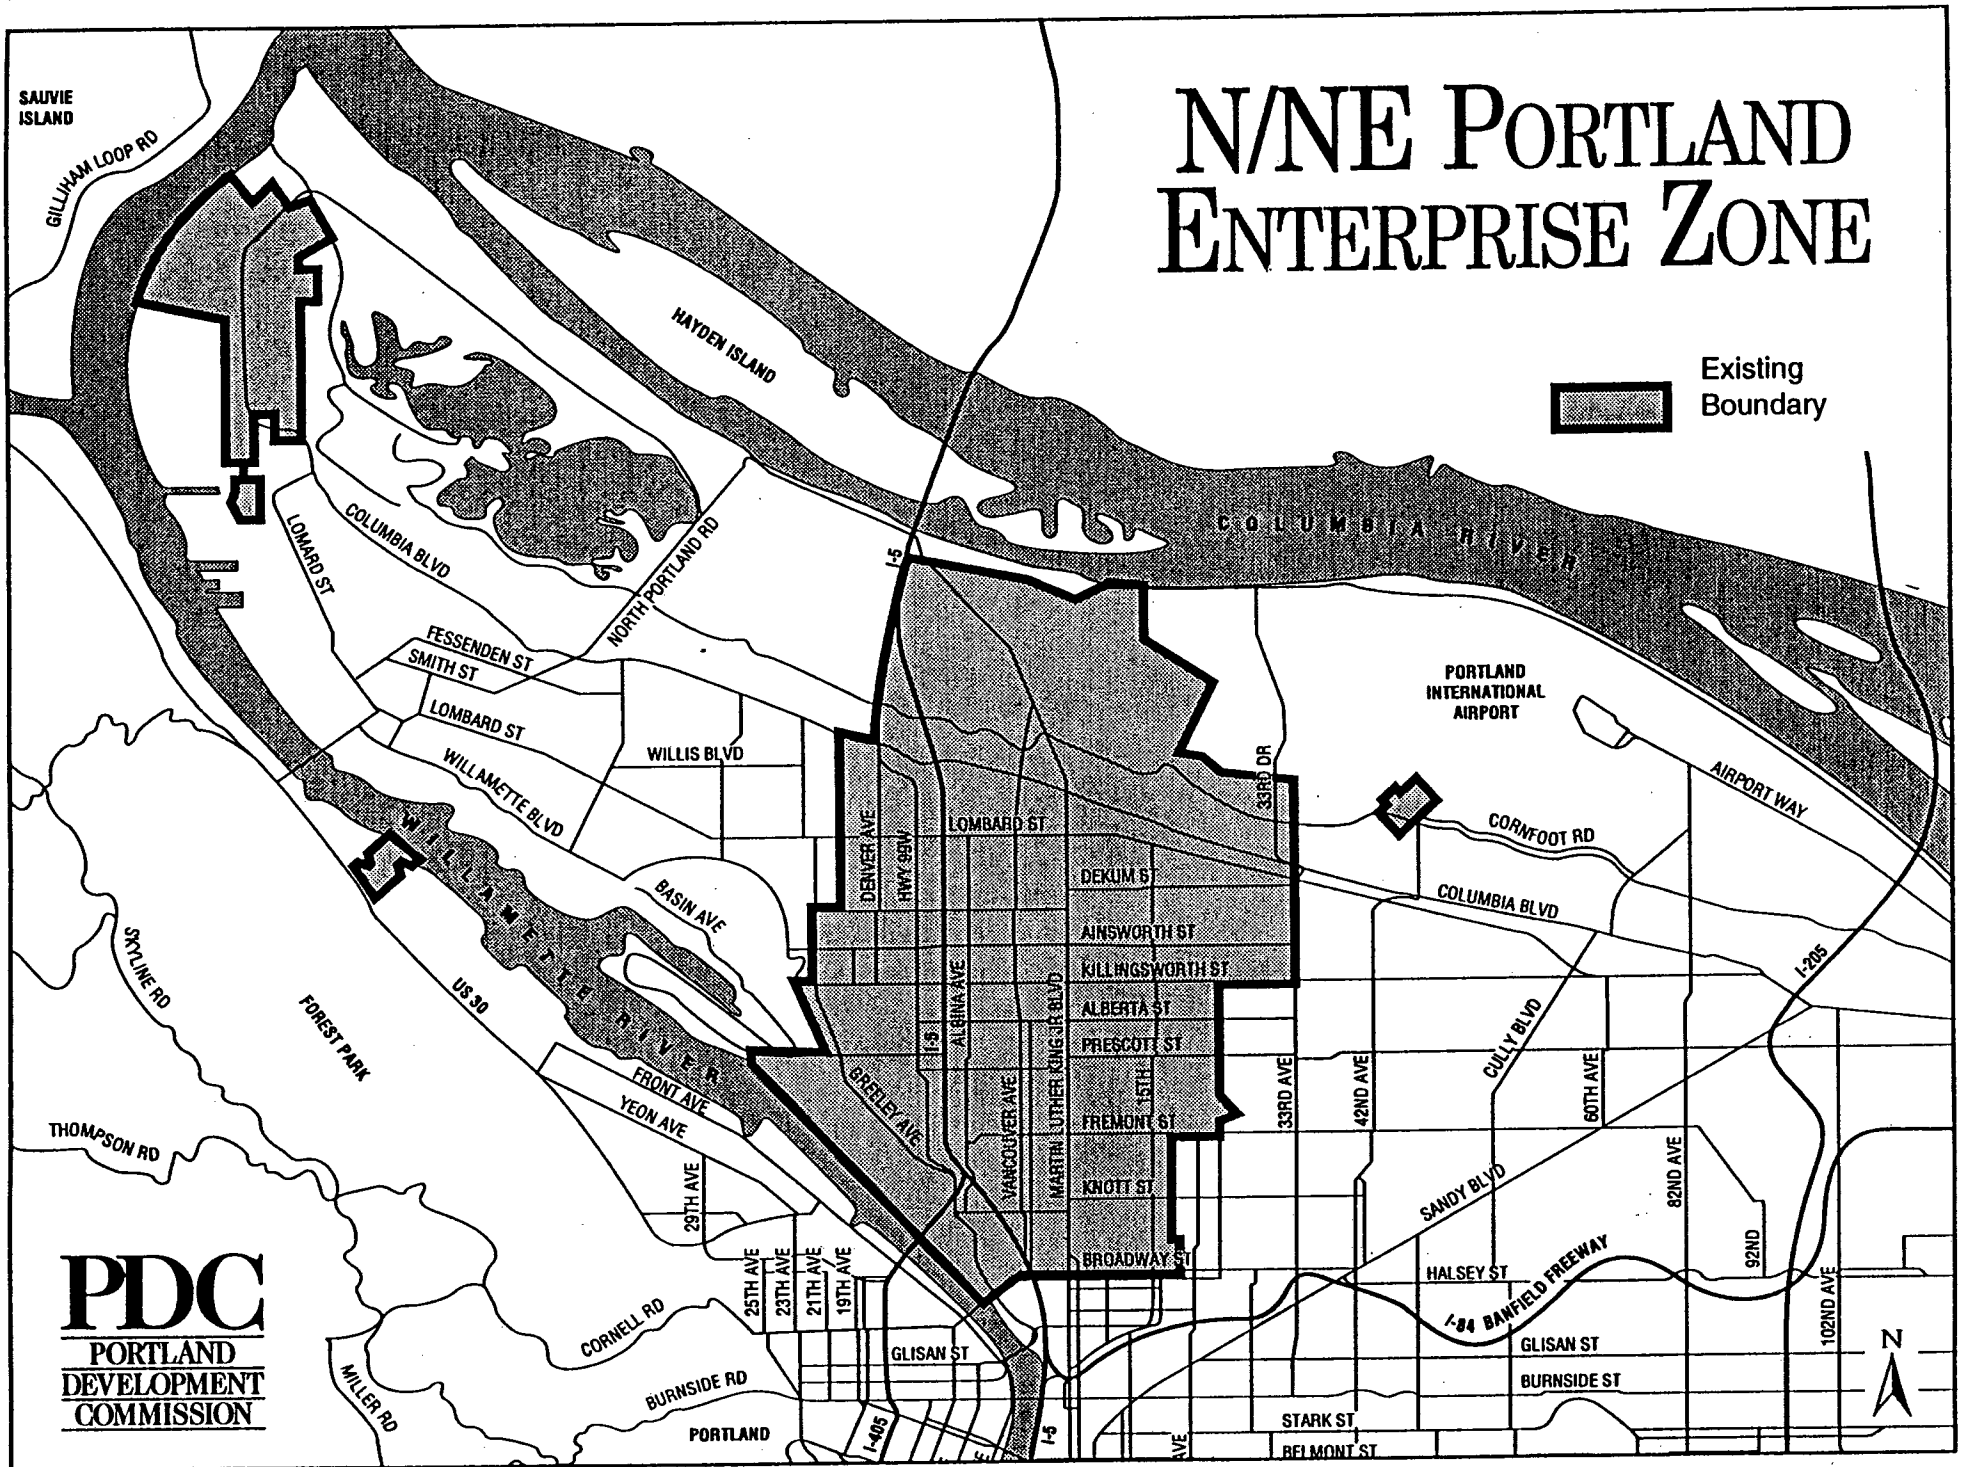 N/NE PORTLAND
ENTERPRISE ZONE
Existing
Boundary
SAUVIE
ISLAND
GILLIHAM LOOP RD
HAYDEN ISLAND
COLUMBIA RIVER
I-5
NORTH PORTLAND RD
COLUMBIA BLVD
LOMARD ST
FESSENDEN ST
SMITH ST
LOMBARD ST
WILLAMETTE BLVD
WILLIS BLVD
PORTLAND
INTERNATIONAL
AIRPORT
AIRPORT WAY
33RD DR
CORNFOOT RD
COLUMBIA BLVD
I-205
WILLAMETTE RIVER
BASIN AVE
DENVER AVE
HWY 99W
LOMBARD ST
DEKUM ST
AINSWORTH ST
KILLINGSWORTH ST
ALBERTA ST
PRESCOTT ST
FREMONT ST
KNOTT ST
BROADWAY ST
I-5
ALBINA AVE
VANCOUVER AVE
MARTIN LUTHER KING JR BLVD
15TH
GREELEY AVE
33RD AVE
42ND AVE
CULLY BLVD
60TH AVE
82ND AVE
92ND
102ND AVE
SANDY BLVD
HALSEY ST
I-84 BANFIELD FREEWAY
GLISAN ST
BURNSIDE ST
STARK ST
BELMONT ST
AVE
SKYLINE RD
FOREST PARK
US 30
FRONT AVE
YEON AVE
THOMPSON RD
29TH AVE
25TH AVE
23TH AVE
21TH AVE
19TH AVE
CORNELL RD
GLISAN ST
BURNSIDE RD
MILLER RD
PORTLAND
I-405
I-5
PDC
PORTLAND
DEVELOPMENT
COMMISSION
N